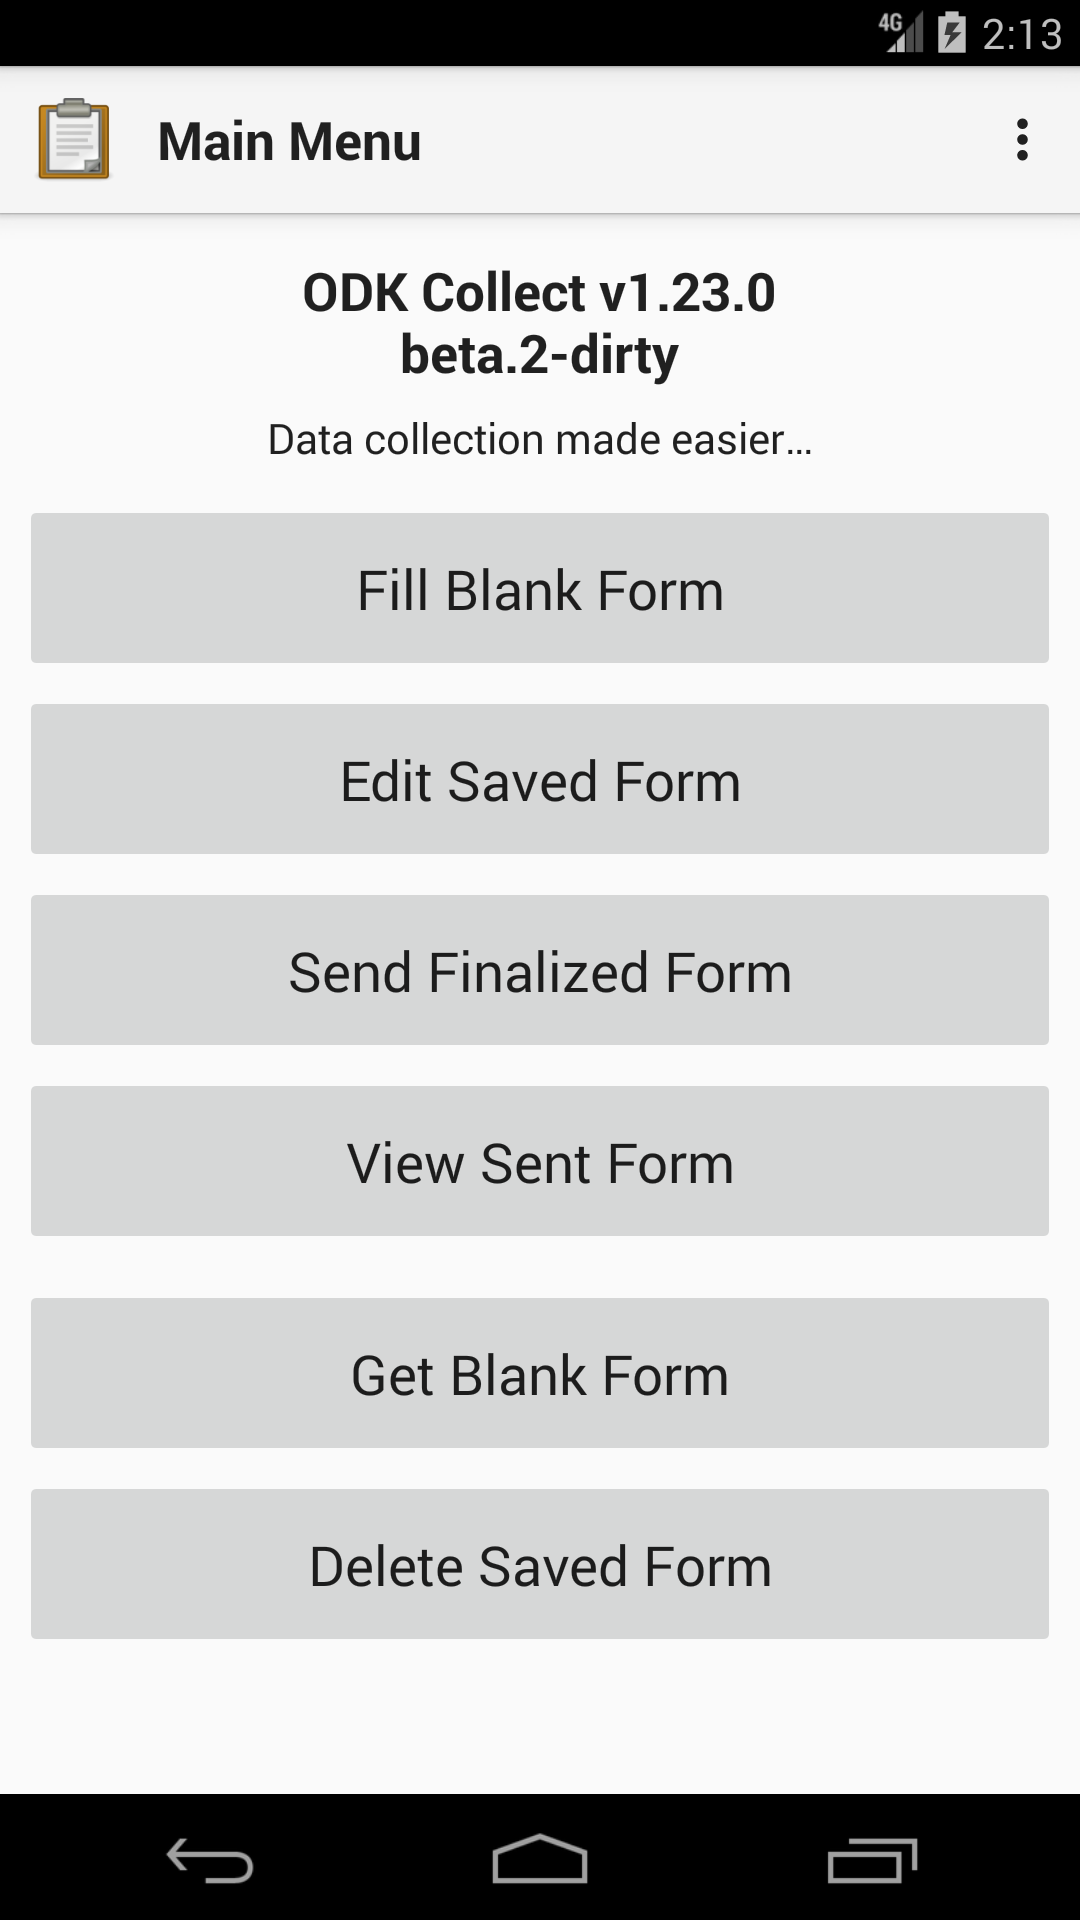 4G 2:13
Main Menu
ODK Collect v1.23.0
beta.2-dirty
Data collection made easier...
Fill Blank Form
Edit Saved Form
Send Finalized Form
View Sent Form
Get Blank Form
Delete Saved Form